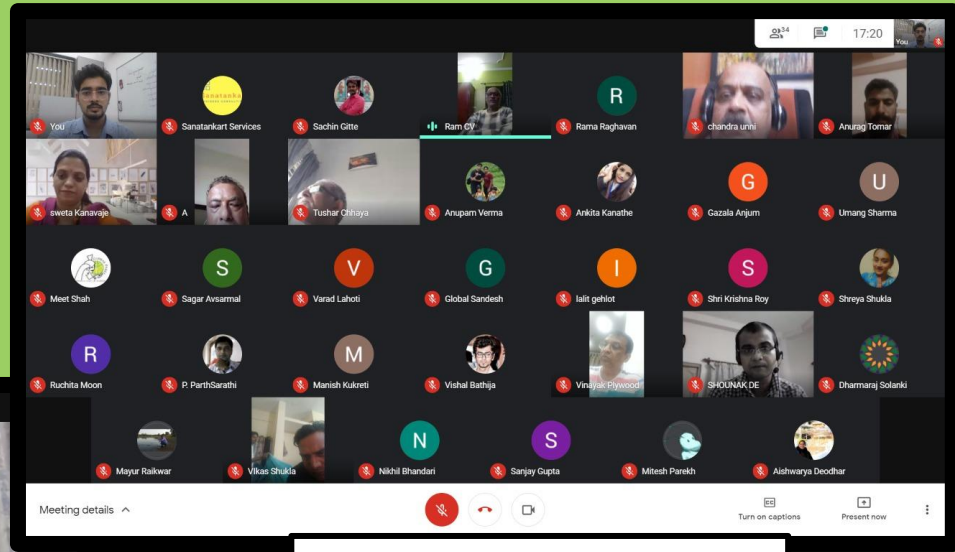 34 17:20
You
You Sanatankart Services Sachin Gitte Ram CV R Rama Raghavan chandra unni Anurag Tomar
sweta Kanavaje A Tushar Chhaya Anupam Verma Ankita Kanathe G Gazala Anjum U Umang Sharma
Meet Shah S Sagar Avsarmal V Varad Lahoti G Global Sandesh I lalit gehlot S Shri Krishna Roy Shreya Shukla
R Ruchita Moon P. ParthSarathi M Manish Kukreti Vishal Bathija Vinayak Plywood SHOUNAK DE Dharmaraj Solanki
Mayur Raikwar VIkas Shukla N Nikhil Bhandari S Sanjay Gupta Mitesh Parekh Aishwarya Deodhar
Meeting details CC Turn on captions Present now